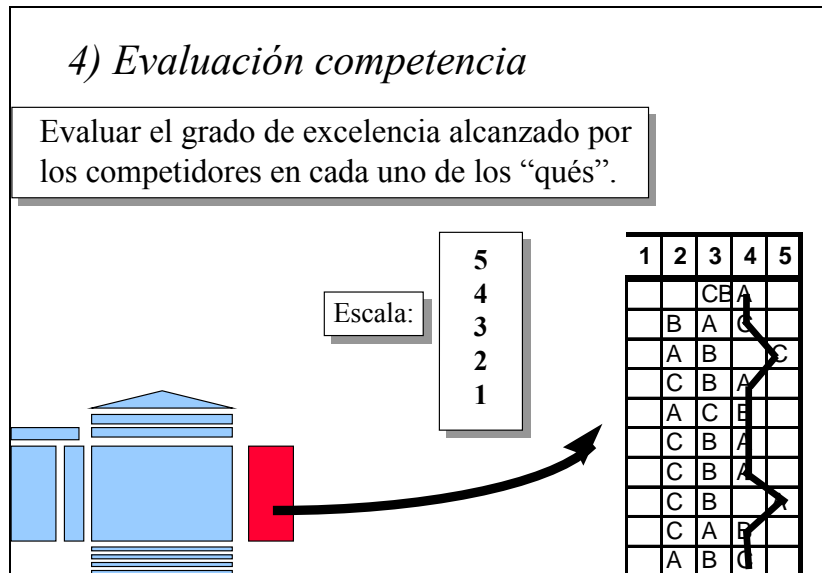 4) Evaluación competencia
Evaluar el grado de excelencia alcanzado por
los competidores en cada uno de los “qués”.
Escala:
5
4
3
2
1
1 2 3 4 5
CB A
B A C
A B C
C B A
A C B
C B A
C B A
C B A
C A B
A B C